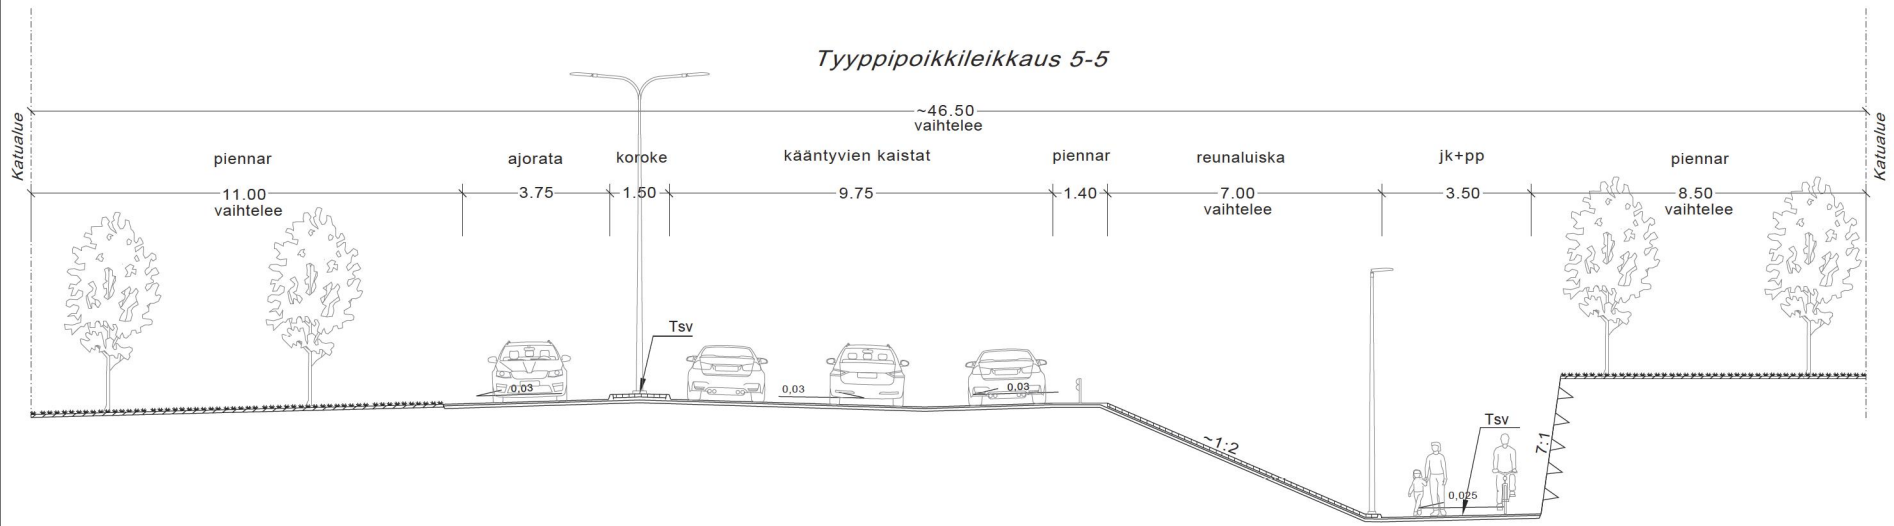 Tyyppipoikkileikkaus 5-5
~46.50
vaihtelee
Katualue
Katualue
piennar
ajorata
koroke
kääntyvien kaistat
piennar
reunaluiska
jk+pp
piennar
11.00
vaihtelee
3.75
1.50
9.75
1.40
7.00
vaihtelee
3.50
8.50
vaihtelee
Tsv
0,03
0,03
0,03
~1:2
Tsv
7:1
0,025